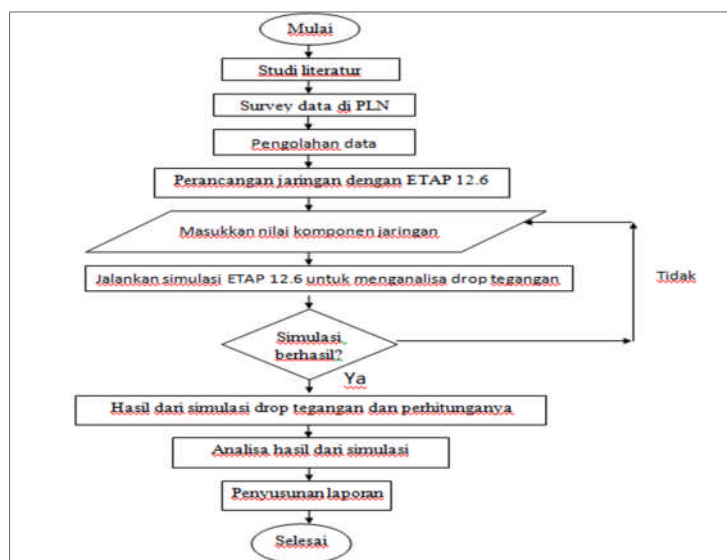 Mulai
Studi literatur
Survey data di PLN
Pengolahan data
Perancangan jaringan dengan ETAP 12.6
Masukkan nilai komponen jaringan
Jalankan simulasi ETAP 12.6 untuk menganalisa drop tegangan
Tidak
Simulasi
berhasil?
Ya
Hasil dari simulasi drop tegangan dan perhitunganya
Analisa hasil dari simulasi
Penyusunan laporan
Selesai